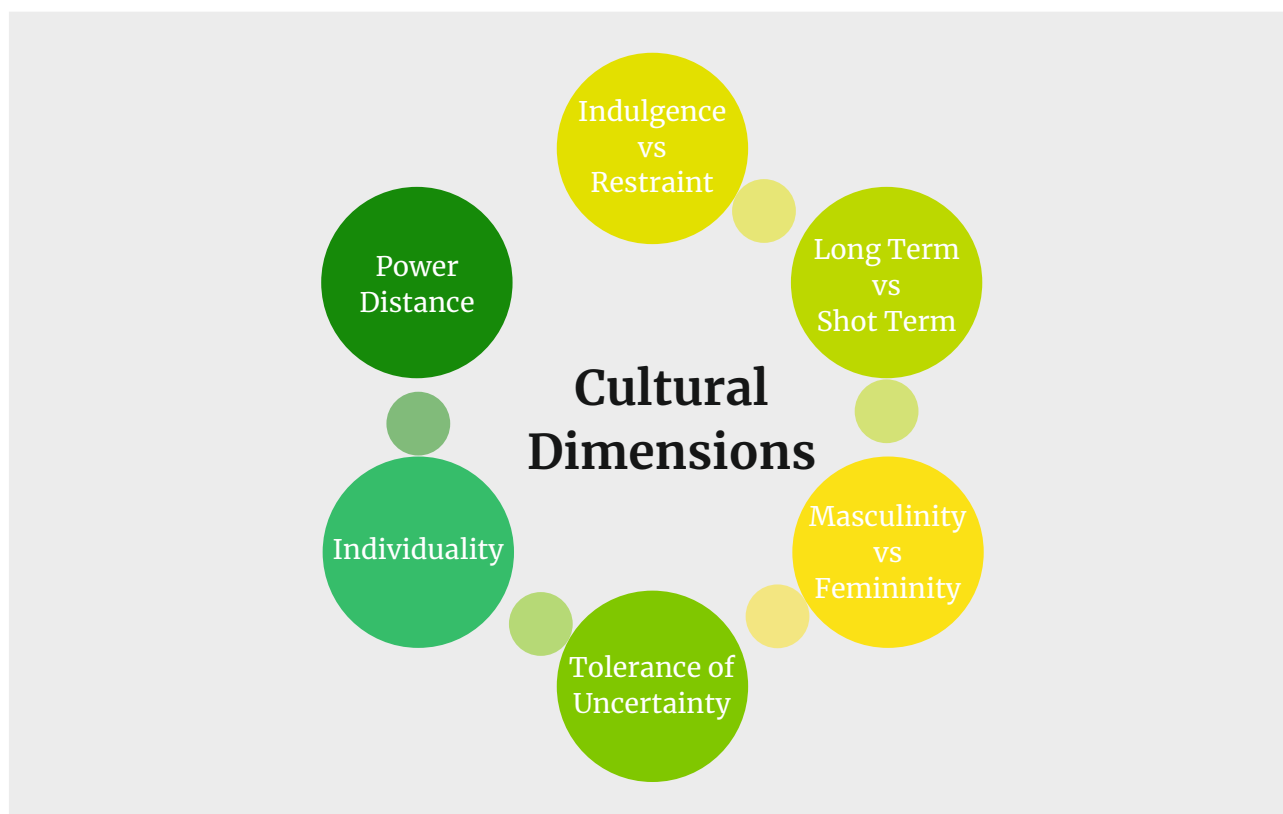 Indulgence
vs
Restraint
Long Term
vs
Shot Term
Power
Distance
Cultural
Dimensions
Masculinity
vs
Femininity
Individuality
Tolerance of
Uncertainty